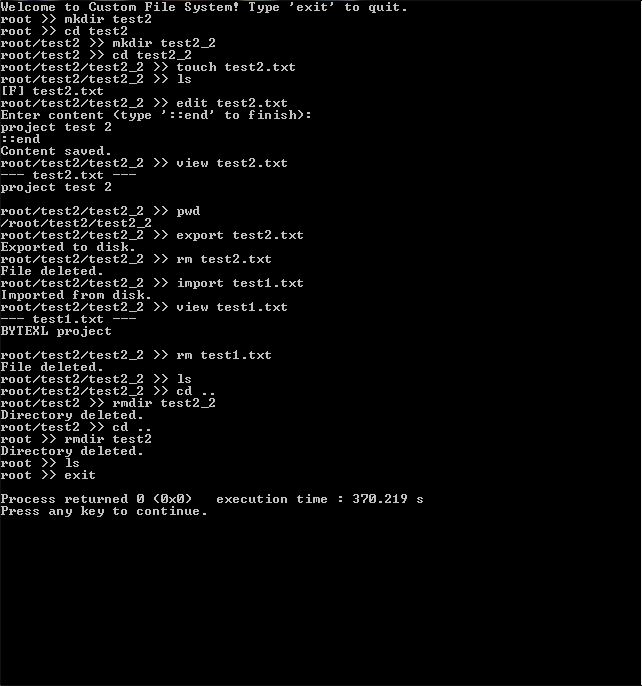 Welcome to Custom File System! Type 'exit' to quit.
root >> mkdir test2
root >> cd test2
root/test2 >> mkdir test2_2
root/test2 >> cd test2_2
root/test2/test2_2 >> touch test2.txt
root/test2/test2_2 >> ls
[F] test2.txt
root/test2/test2_2 >> edit test2.txt
Enter content (type '::end' to finish):
project test 2
::end
Content saved.
root/test2/test2_2 >> view test2.txt
--- test2.txt ---
project test 2
root/test2/test2_2 >> pwd
/root/test2/test2_2
root/test2/test2_2 >> export test2.txt
Exported to disk.
root/test2/test2_2 >> rm test2.txt
File deleted.
root/test2/test2_2 >> import test1.txt
Imported from disk.
root/test2/test2_2 >> view test1.txt
--- test1.txt ---
BYTEXL project
root/test2/test2_2 >> rm test1.txt
File deleted.
root/test2/test2_2 >> ls
root/test2/test2_2 >> cd ..
root/test2 >> rmdir test2_2
Directory deleted.
root/test2 >> cd ..
root >> rmdir test2
Directory deleted.
root >> ls
root >> exit
Process returned 0 (0x0)   execution time : 370.219 s
Press any key to continue.